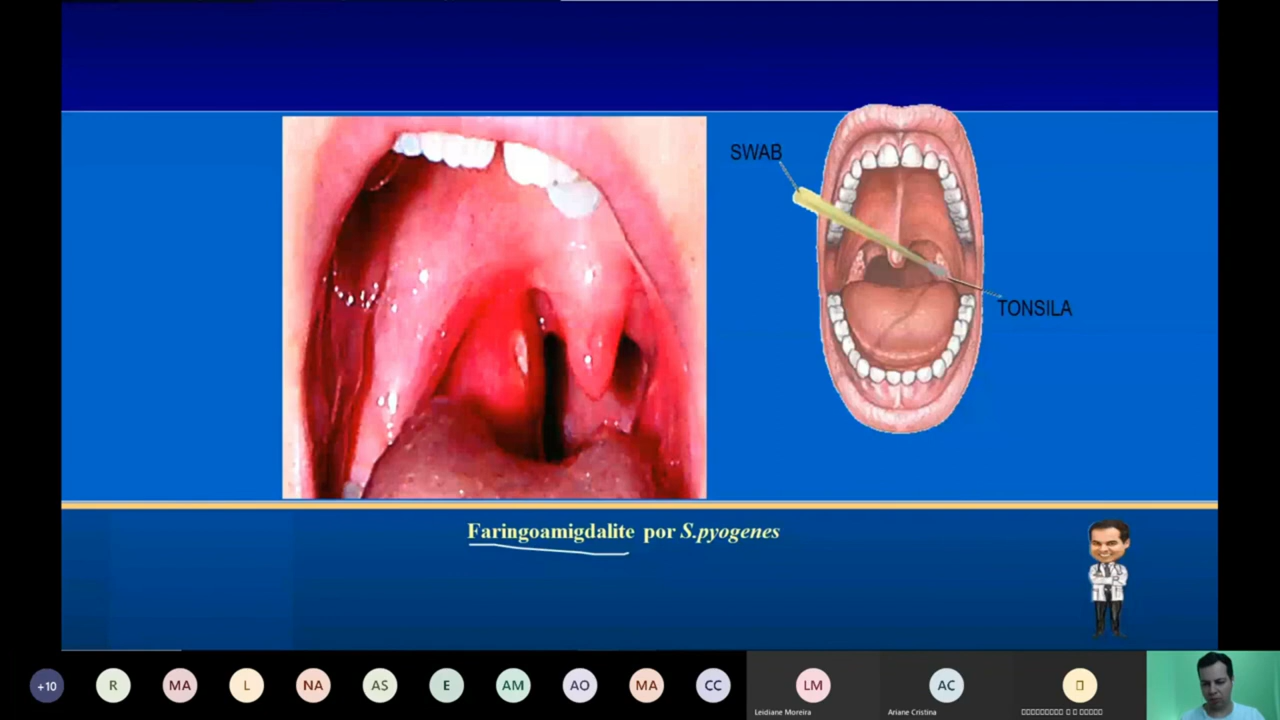 SWAB
TONSILA
Faringoamigdalite por S.pyogenes
+10
R
MA
L
NA
AS
E
AM
AO
MA
CC
LM
AC
Leidiane Moreira
Ariane Cristina